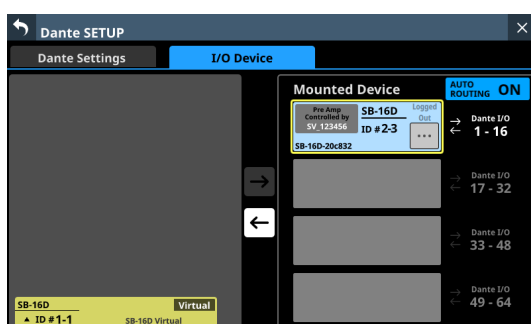 Dante SETUP
Dante Settings
I/O Device
Mounted Device
AUTO
ROUTING ON
Pre Amp
Controlled by
SV_123456
SB-16D
ID # 2-3
Logged
Out
...
SB-16D-20c832
Dante I/O
1 - 16
Dante I/O
17 - 32
Dante I/O
33 - 48
Dante I/O
49 - 64
SB-16D
Virtual
ID # 1-1
SB-16D Virtual